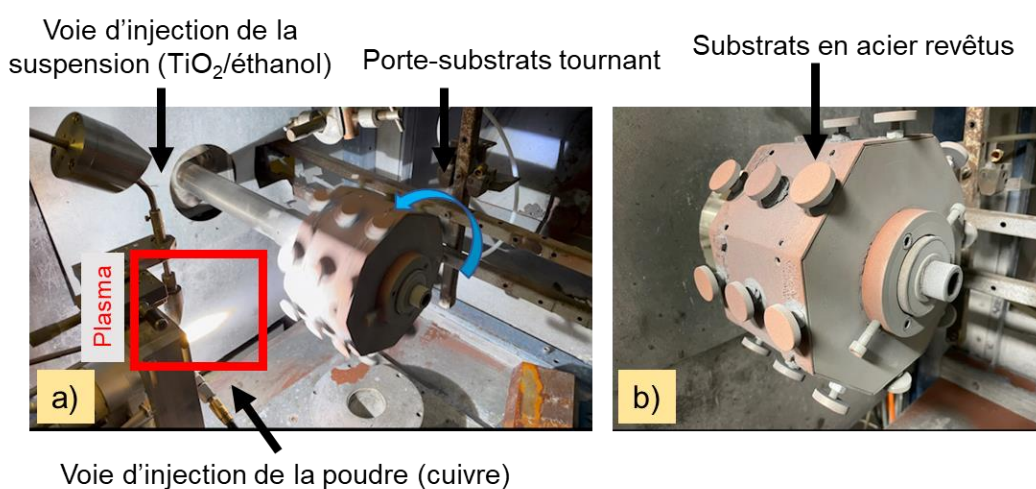 Voie d'injection de la
suspension (TiO₂/éthanol)
Porte-substrats tournant
Substrats en acier revêtus
Plasma
a)
b)
Voie d'injection de la poudre (cuivre)